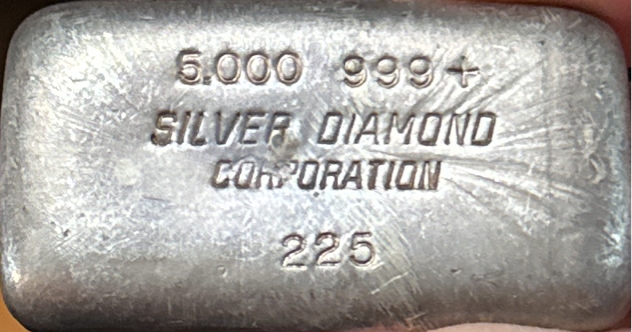 5.000 999+
SILVER DIAMOND
CORPORATION
225